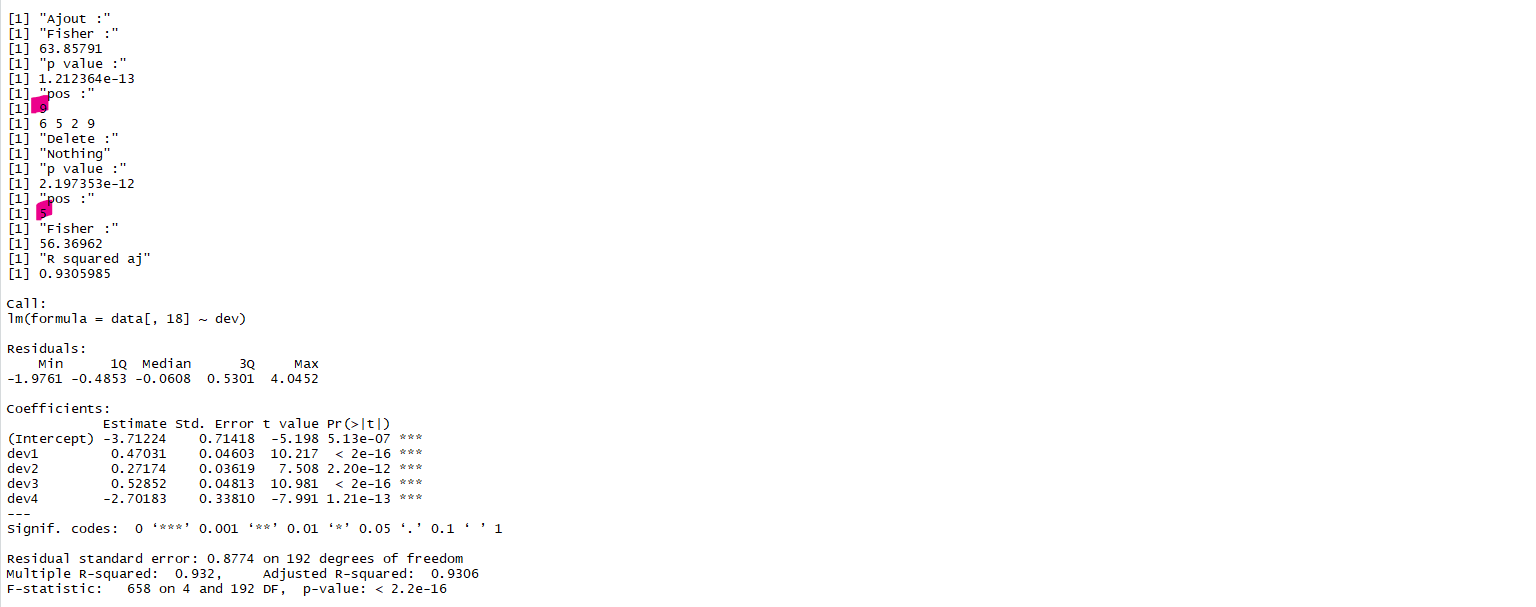 [1] "Ajout :"
[1] "Fisher :"
[1] 63.85791
[1] "p value :"
[1] 1.212364e-13
[1] "pos :"
[1] 9
[1] 6 5 2 9
[1] "Delete :"
[1] "Nothing"
[1] "p value :"
[1] 2.197353e-12
[1] "pos :"
[1] 5
[1] "Fisher :"
[1] 56.36962
[1] "R squared aj"
[1] 0.9305985
Call:
lm(formula = data[, 18] ~ dev)
Residuals:
Min 1Q Median 3Q Max
-1.9761 -0.4853 -0.0608 0.5301 4.0452
Coefficients:
Estimate Std. Error t value Pr(>|t|)
(Intercept) -3.71224 0.71418 -5.198 5.13e-07 ***
dev1 0.47031 0.04603 10.217 < 2e-16 ***
dev2 0.27174 0.03619 7.508 2.20e-12 ***
dev3 0.52852 0.04813 10.981 < 2e-16 ***
dev4 -2.70183 0.33810 -7.991 1.21e-13 ***
---
Signif. codes: 0 ‘***’ 0.001 ‘**’ 0.01 ‘*’ 0.05 ‘.’ 0.1 ‘ ’ 1
Residual standard error: 0.8774 on 192 degrees of freedom
Multiple R-squared: 0.932, Adjusted R-squared: 0.9306
F-statistic: 658 on 4 and 192 DF, p-value: < 2.2e-16